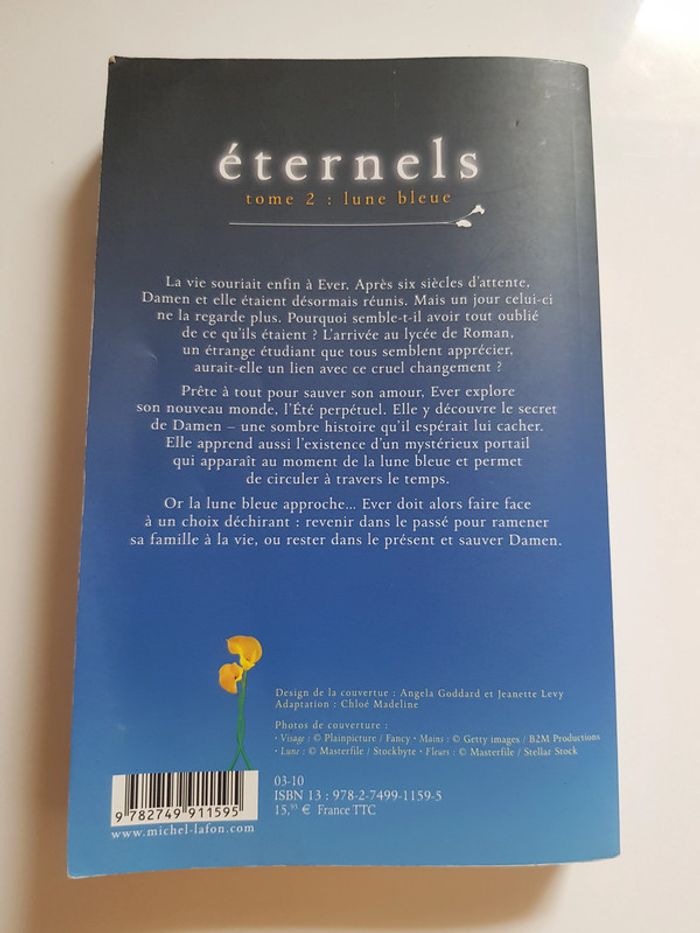 éternels
tome 2 : lune bleue
La vie souriait enfin à Ever. Après six siècles d'attente,
Damen et elle étaient désormais réunis. Mais un jour celui-ci
ne la regarde plus. Pourquoi semble-t-il avoir tout oublié
de ce qu'ils étaient ? L'arrivée au lycée de Roman,
un étrange étudiant que tous semblent apprécier,
aurait-elle un lien avec ce cruel changement ?
Prête à tout pour sauver son amour, Ever explore
son nouveau monde, l'Été perpétuel. Elle y découvre le secret
de Damen – une sombre histoire qu'il espérait lui cacher.
Elle apprend aussi l'existence d'un mystérieux portail
qui apparaît au moment de la lune bleue et permet
de circuler à travers le temps.
Or la lune bleue approche... Ever doit alors faire face
à un choix déchirant : revenir dans le passé pour ramener
sa famille à la vie, ou rester dans le présent et sauver Damen.
Design de la couverture : Angela Goddard et Jeanette Levy
Adaptation : Chloé Madeline
Photos de couverture :
• Visage : © Plainpicture / Fancy • Mains : © Getty images / B2M Productions
• Lune : © Masterfile / Stockbyte • Fleurs : © Masterfile / Stellar Stock
03-10
ISBN 13 : 978-2-7499-1159-5
15,95 € France TTC
9 782749 911595
www.michel-lafon.com